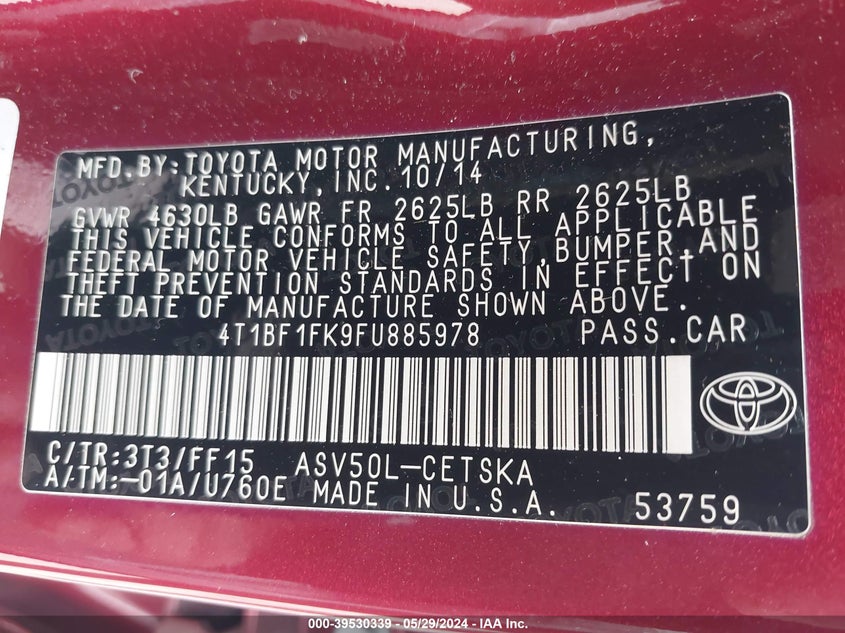 MFD.BY:TOYOTA MOTOR MANUFACTURING,
KENTUCKY,INC.10/14
GVWR 4630LB GAWR FR 2625LB RR 2625LB
THIS VEHICLE CONFORMS TO ALL APPLICABLE
FEDERAL MOTOR VEHICLE SAFETY,BUMPER,AND
THEFT PREVENTION STANDARDS IN EFFECT ON
THE DATE OF MANUFACTURE SHOWN ABOVE.
4T1BF1FK9FU885978 PASS.CAR
C/TR:3T3/FF15 ASV50L-CETSKA
A/TM:-01A/U760E MADE IN U.S.A. 53759
000-39530339 - 05/29/2024 - IAA Inc.